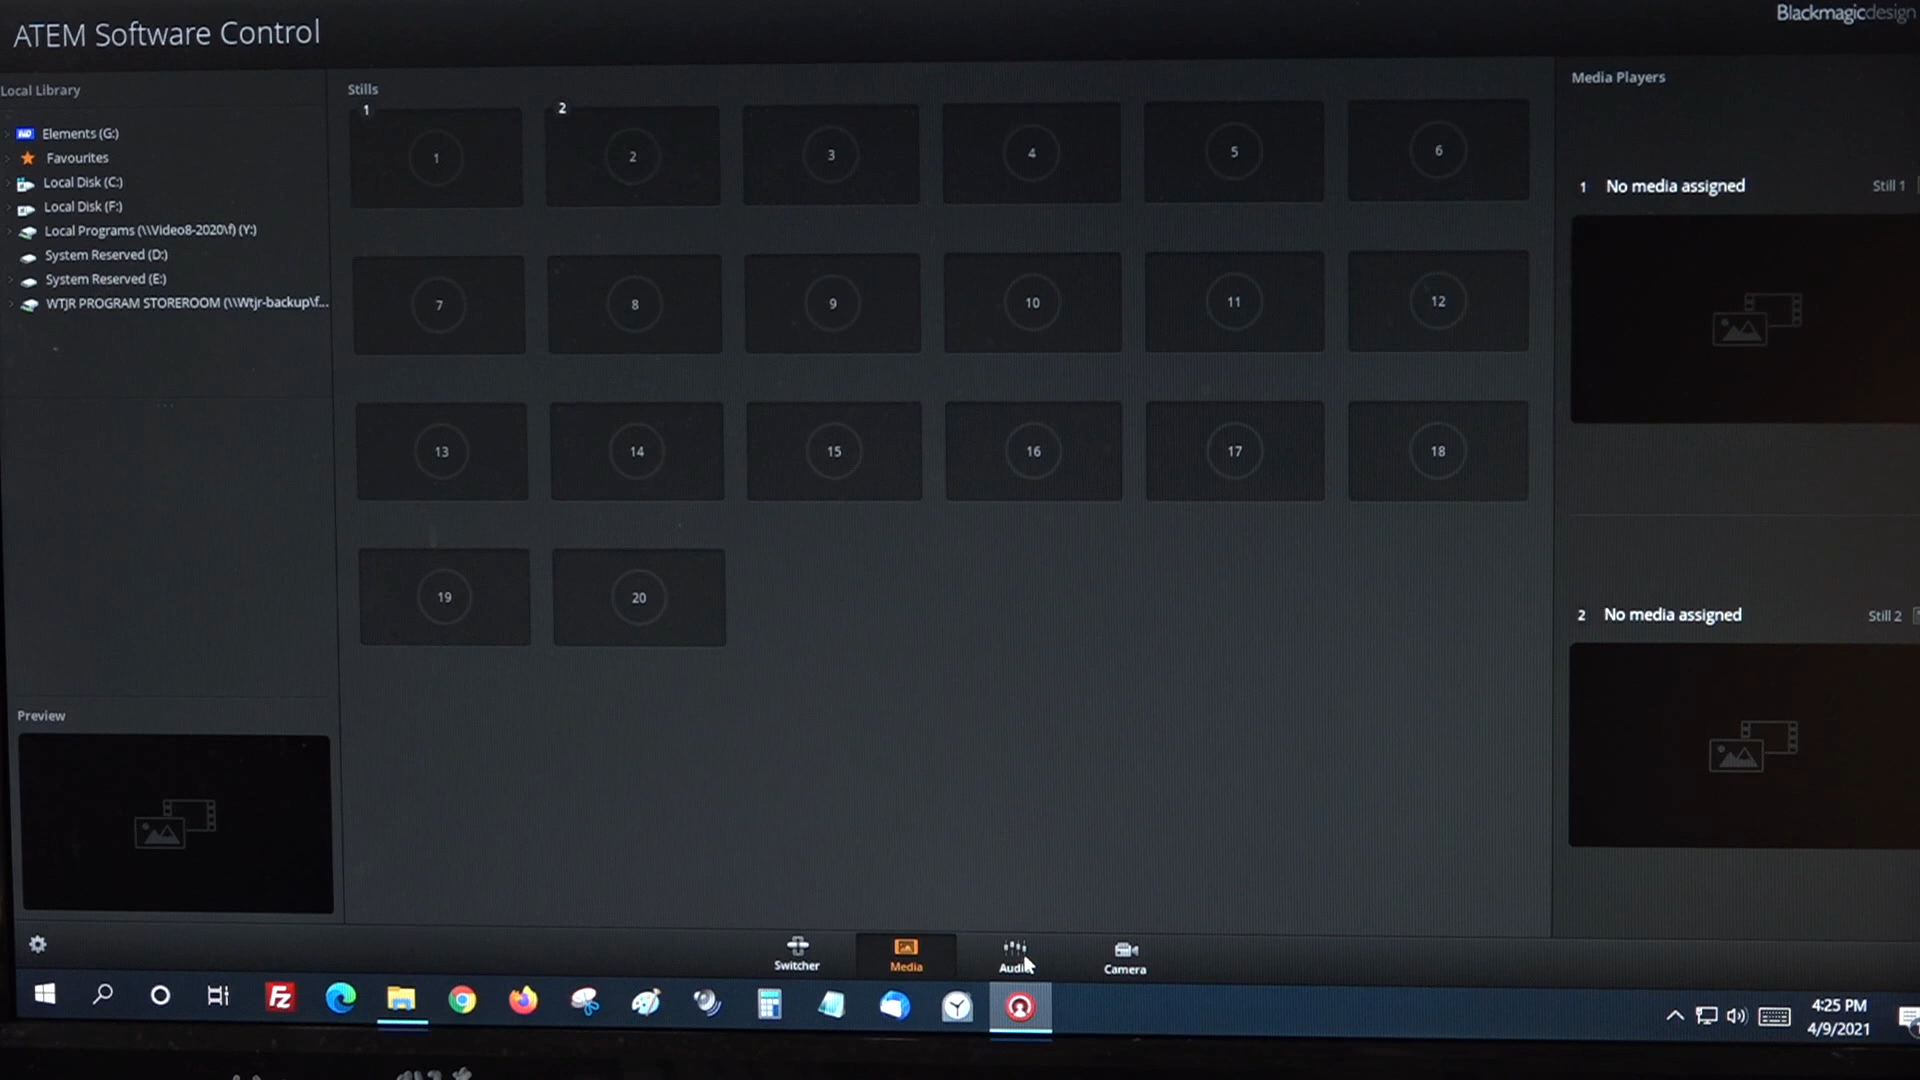 ATEM Software Control
Blackmagicdesign
Local Library
Elements (G:)
Favourites
Local Disk (C:)
Local Disk (F:)
Local Programs (\\Video8-2020\f) (Y:)
System Reserved (D:)
System Reserved (E:)
WTJR PROGRAM STOREROOM (\\Wtjr-backup\f...
Preview
Stills
1
2
1
2
3
4
5
6
7
8
9
10
11
12
13
14
15
16
17
18
19
20
Media Players
1 No media assigned Still 1
2 No media assigned Still 2
Switcher
Media
Audio
Camera
4:25 PM
4/9/2021